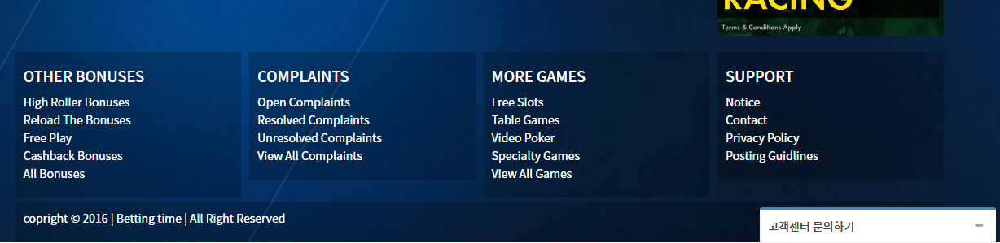 RACING
Terms & Conditions Apply
OTHER BONUSES
High Roller Bonuses
Reload The Bonuses
Free Play
Cashback Bonuses
All Bonuses
COMPLAINTS
Open Complaints
Resolved Complaints
Unresolved Complaints
View All Complaints
MORE GAMES
Free Slots
Table Games
Video Poker
Specialty Games
View All Games
SUPPORT
Notice
Contact
Privacy Policy
Posting Guidlines
copright © 2016 | Betting time | All Right Reserved
고객센터 문의하기